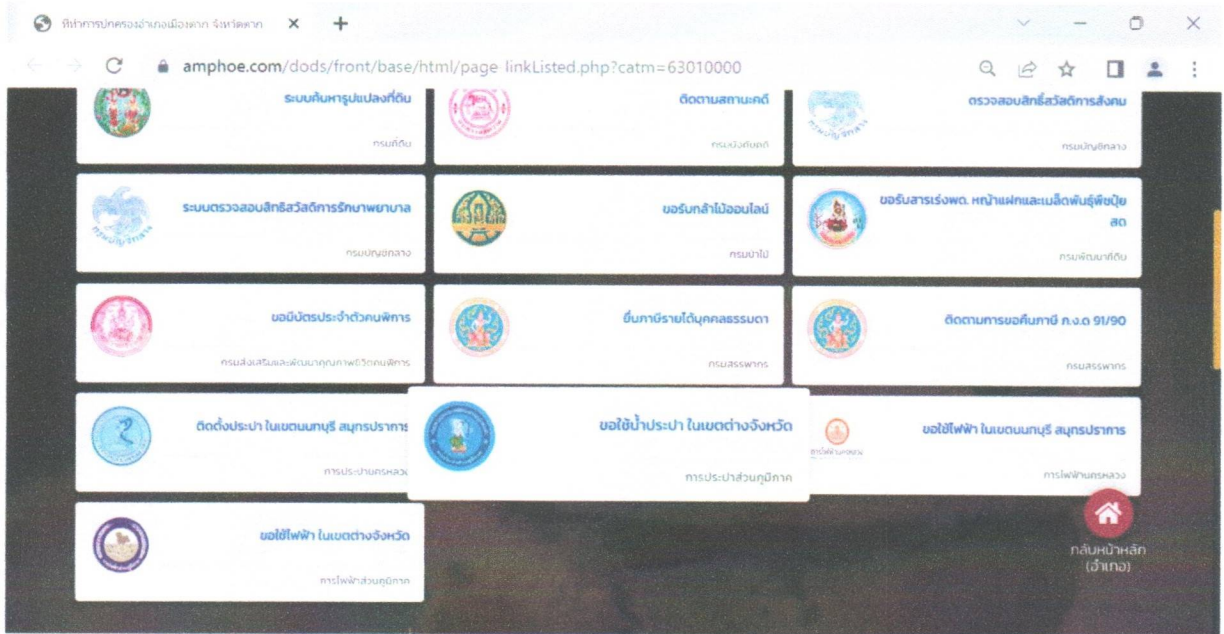 ที่ทำการปกครองอำเภอเมืองตาก จังหวัดตาก
amphoe.com/dods/front/base/html/page-linkListed.php?catm=63010000
ระบบค้นหารูปแปลงที่ดิน
กรมที่ดิน
ติดตามสถานะคดี
กรมบังคับคดี
ตรวจสอบสิทธิ์สวัสดิการสังคม
กรมบัญชีกลาง
ระบบตรวจสอบสิทธิสวัสดิการรักษาพยาบาล
กรมบัญชีกลาง
ขอรับกล้าไม้ออนไลน์
กรมป่าไม้
ขอรับสารเร่งพด. หญ้าแฝกและเมล็ดพันธุ์พืชปุ๋ย
สด
กรมพัฒนาที่ดิน
ขอมีบัตรประจำตัวคนพิการ
กรมส่งเสริมและพัฒนาคุณภาพชีวิตคนพิการ
ยื่นภาษีรายได้บุคคลธรรมดา
กรมสรรพากร
ติดตามการขอคืนภาษี ภ.ง.ด 91/90
กรมสรรพากร
ติดตั้งประปา ในเขตนนทบุรี สมุทรปราการ
การประปานครหลวง
ขอใช้น้ำประปา ในเขตต่างจังหวัด
การประปาส่วนภูมิภาค
การไฟฟ้านครหลวง
ขอใช้ไฟฟ้า ในเขตนนทบุรี สมุทรปราการ
การไฟฟ้านครหลวง
ขอใช้ไฟฟ้า ในเขตต่างจังหวัด
การไฟฟ้าส่วนภูมิภาค
กลับหน้าหลัก
(อำเภอ)